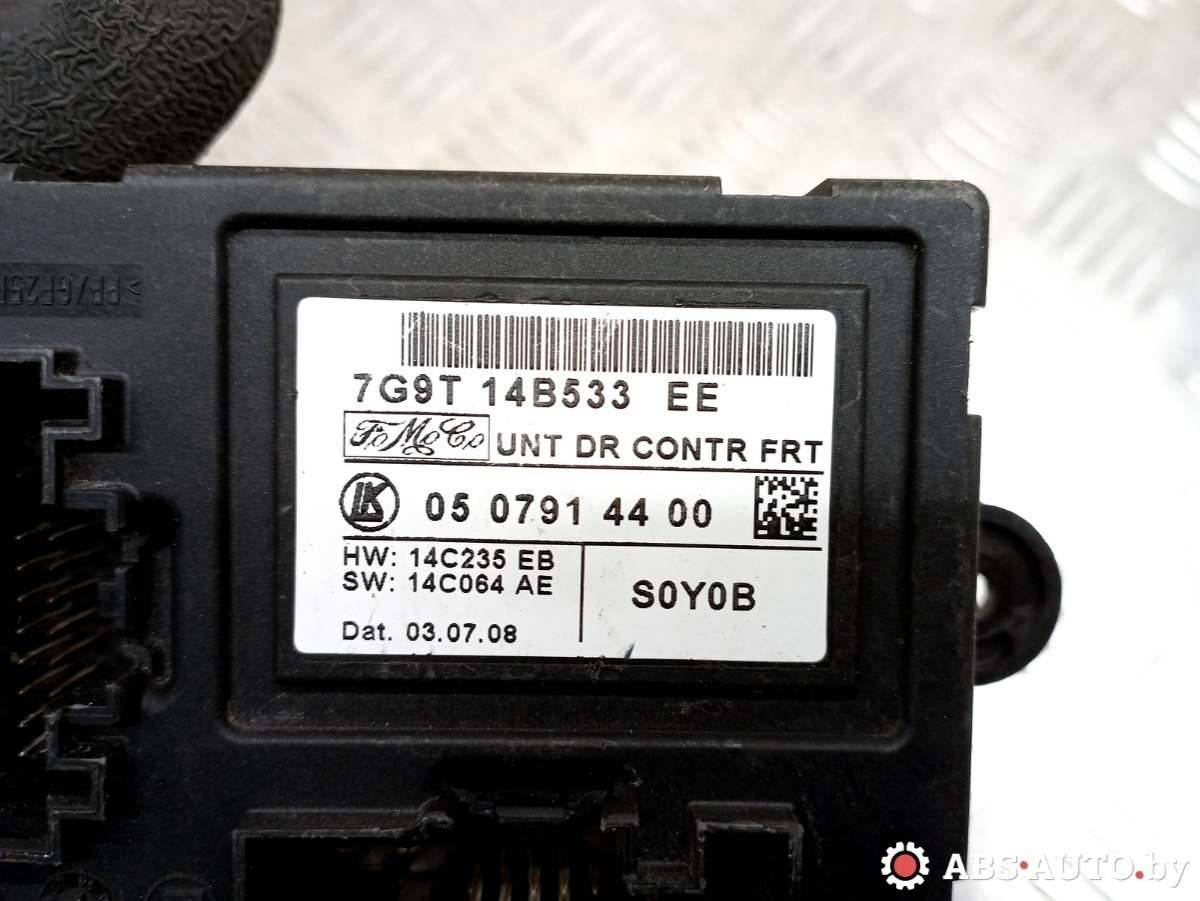 7G9T 14B533 EE
FoMoCo UNT DR CONTR FRT
LK 05 0791 44 00
HW: 14C235 EB
SW: 14C064 AE
S0Y0B
Dat. 03.07.08
ABS-AUTO.by